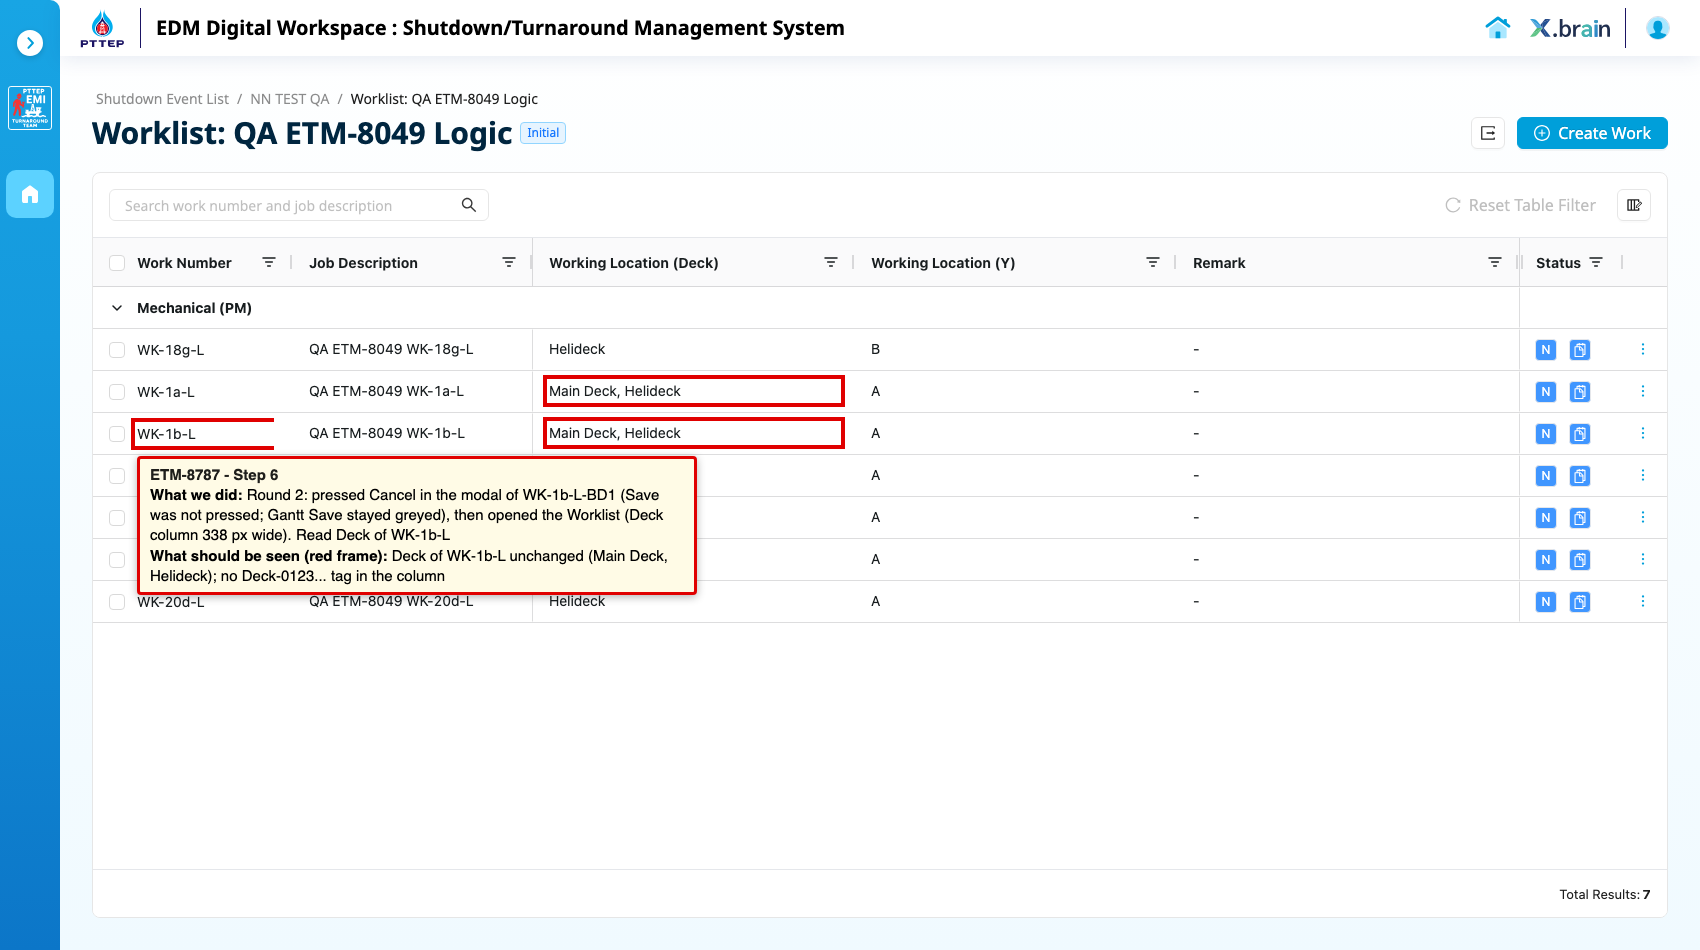 PTTEP
EDM Digital Workspace : Shutdown/Turnaround Management System
X.brain
PTTEP
EMI
TURNAROUND
TEAM
Shutdown Event List / NN TEST QA / Worklist: QA ETM-8049 Logic
Worklist: QA ETM-8049 Logic Initial
Create Work
Search work number and job description
Reset Table Filter
Work Number Job Description Working Location (Deck) Working Location (Y) Remark Status
Mechanical (PM)
WK-18g-L QA ETM-8049 WK-18g-L Helideck B - N
WK-1a-L QA ETM-8049 WK-1a-L Main Deck, Helideck A - N
WK-1b-L QA ETM-8049 WK-1b-L Main Deck, Helideck A - N
ETM-8787 - Step 6
What we did: Round 2: pressed Cancel in the modal of WK-1b-L-BD1 (Save
was not pressed; Gantt Save stayed greyed), then opened the Worklist (Deck
column 338 px wide). Read Deck of WK-1b-L
What should be seen (red frame): Deck of WK-1b-L unchanged (Main Deck,
Helideck); no Deck-0123... tag in the column
A - N
A - N
A - N
WK-20d-L QA ETM-8049 WK-20d-L Helideck A - N
Total Results: 7